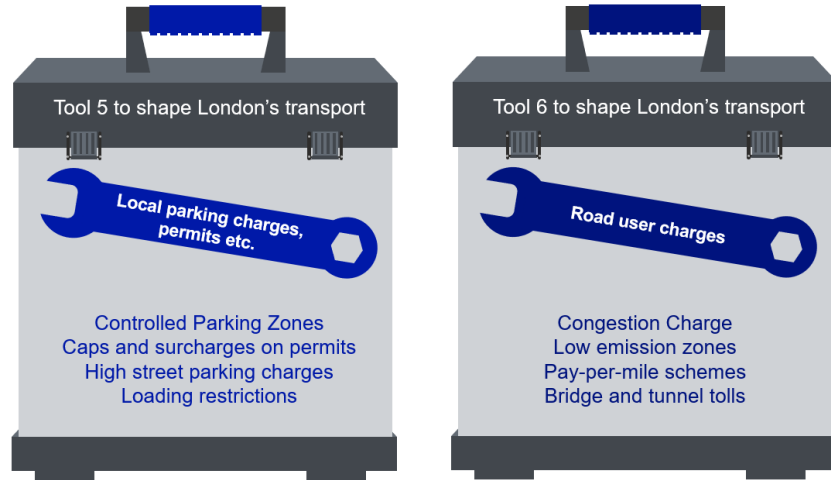 Tool 5 to shape London's transport
Local parking charges,
permits etc.
Controlled Parking Zones
Caps and surcharges on permits
High street parking charges
Loading restrictions
Tool 6 to shape London's transport
Road user charges
Congestion Charge
Low emission zones
Pay-per-mile schemes
Bridge and tunnel tolls